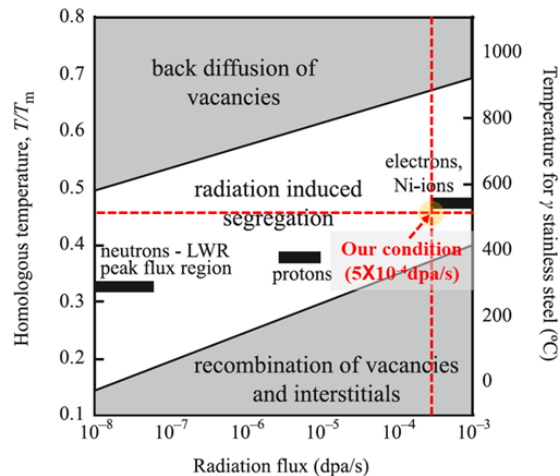 0.8
0.7
0.6
0.5
0.4
0.3
0.2
0.1
Homologous temperature, T/Tₘ
back diffusion of
vacancies
radiation induced
segregation
electrons,
Ni-ions
neutrons - LWR
peak flux region
protons
Our condition
(5X10⁻⁴dpa/s)
recombination of vacancies
and interstitials
1000
800
600
400
200
0
Temperature for γ stainless steel (°C)
10⁻⁸
10⁻⁷
10⁻⁶
10⁻⁵
10⁻⁴
10⁻³
Radiation flux (dpa/s)